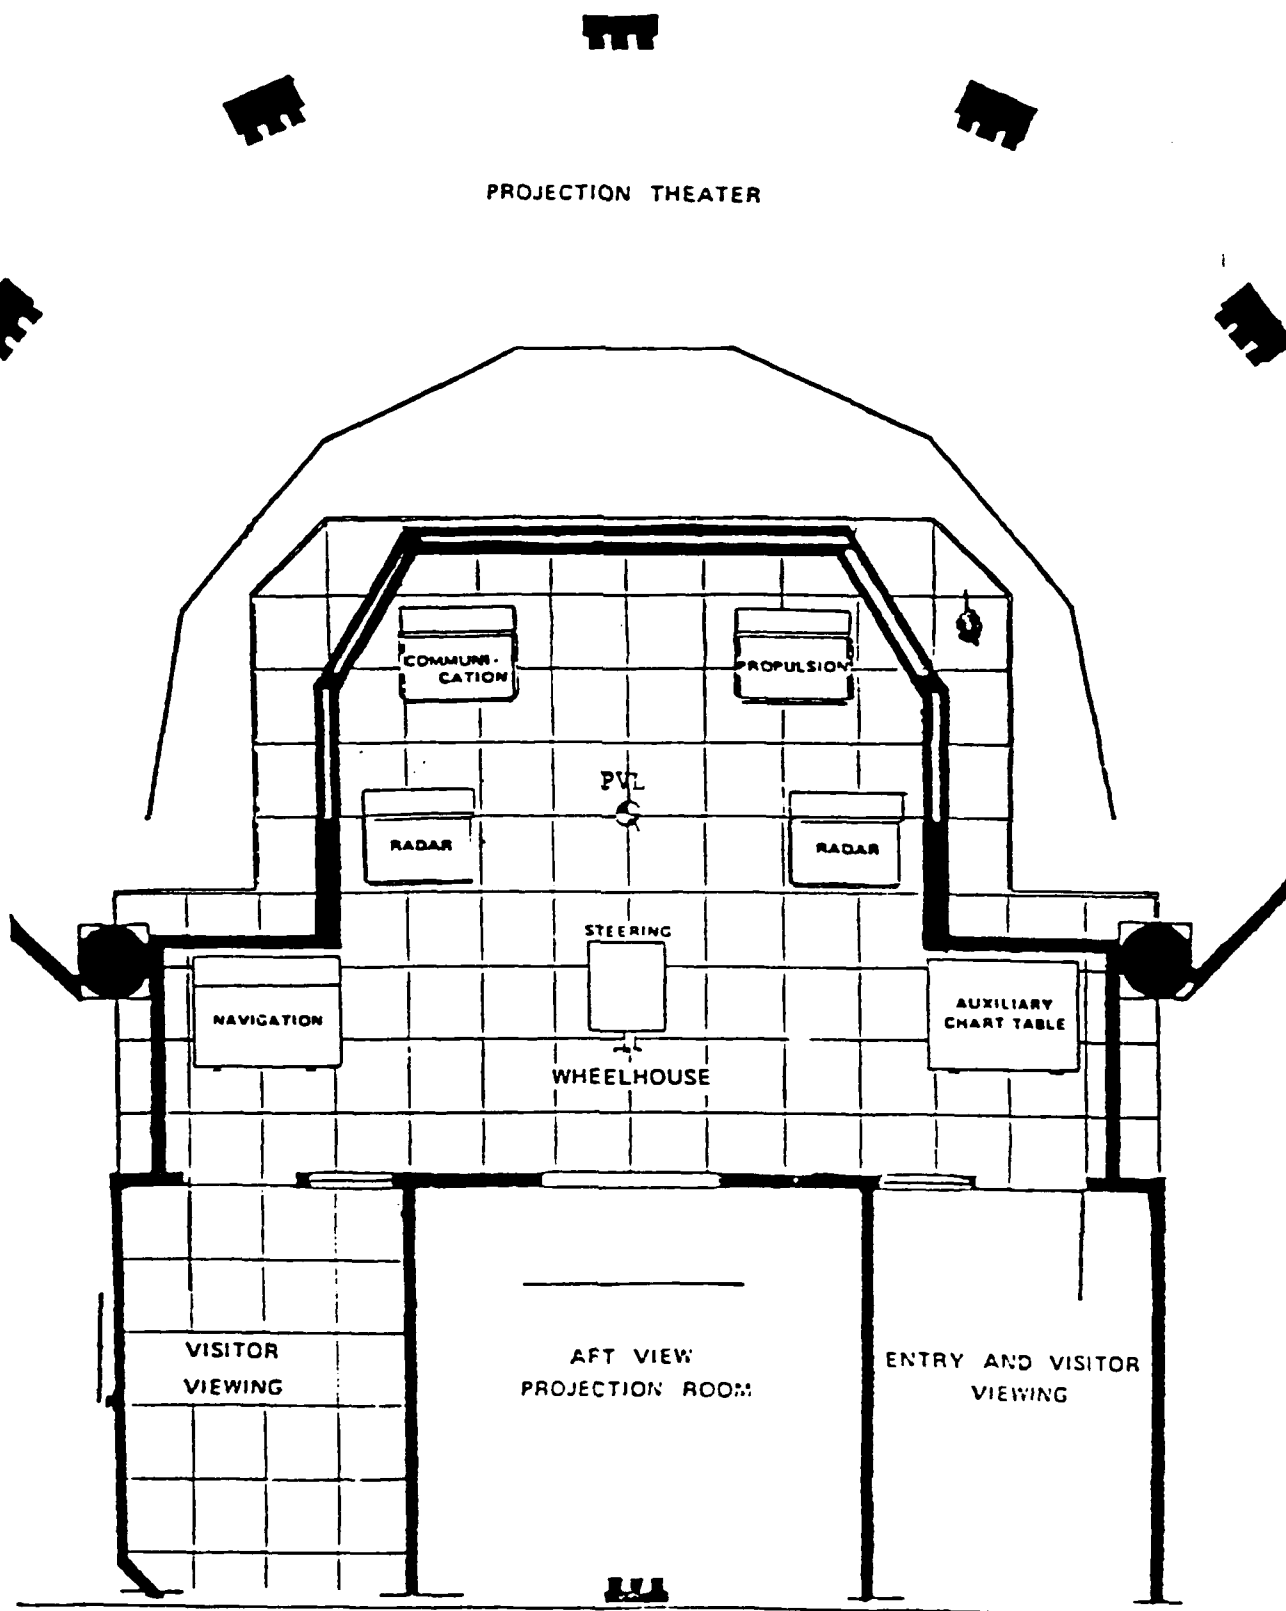 PROJECTION THEATER
COMMUNI-
CATION
PROPULSION
PVL
RADAR
RADAR
STEERING
NAVIGATION
AUXILIARY
CHART TABLE
WHEELHOUSE
VISITOR
VIEWING
AFT VIEW
PROJECTION ROOM
ENTRY AND VISITOR
VIEWING